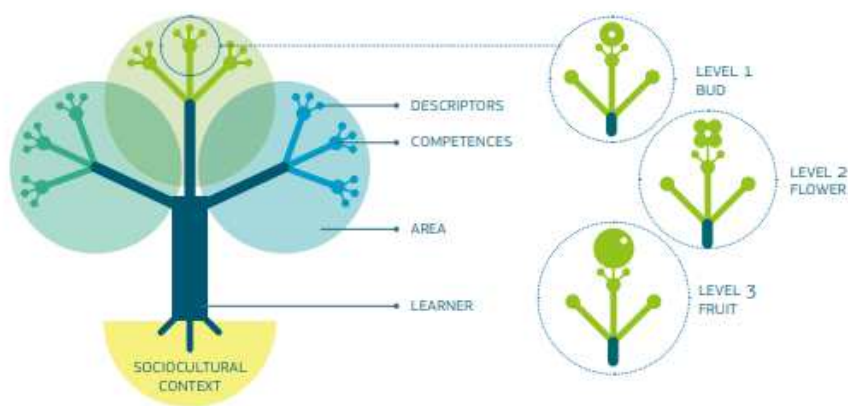 DESCRIPTORS
COMPETENCES
AREA
LEARNER
SOCIOCULTURAL
CONTEXT
LEVEL 1
BUD
LEVEL 2
FLOWER
LEVEL 3
FRUIT